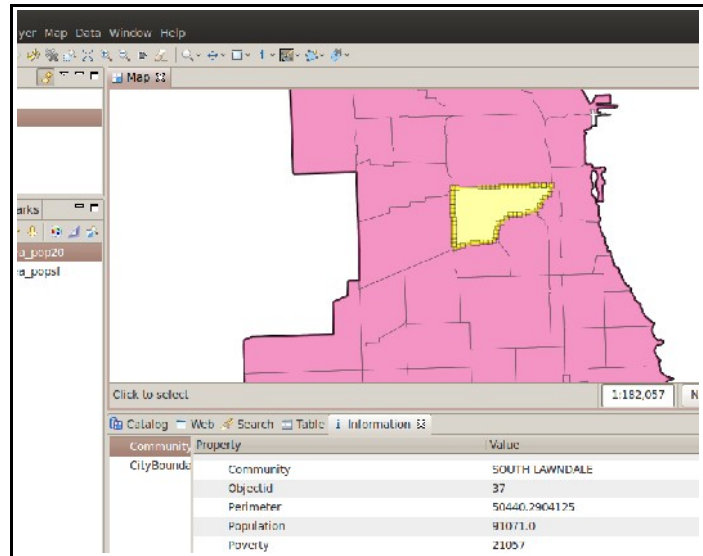 yer Map Data Window Help
Map
arks
a_pop20
ea_popsl
Click to select
1:182,057
N
Catalog Web Search Table i Information
Community Property Value
CityBounda
Community SOUTH LAWNDALE
Objectid 37
Perimeter 50440.2904125
Population 91071.0
Poverty 21057